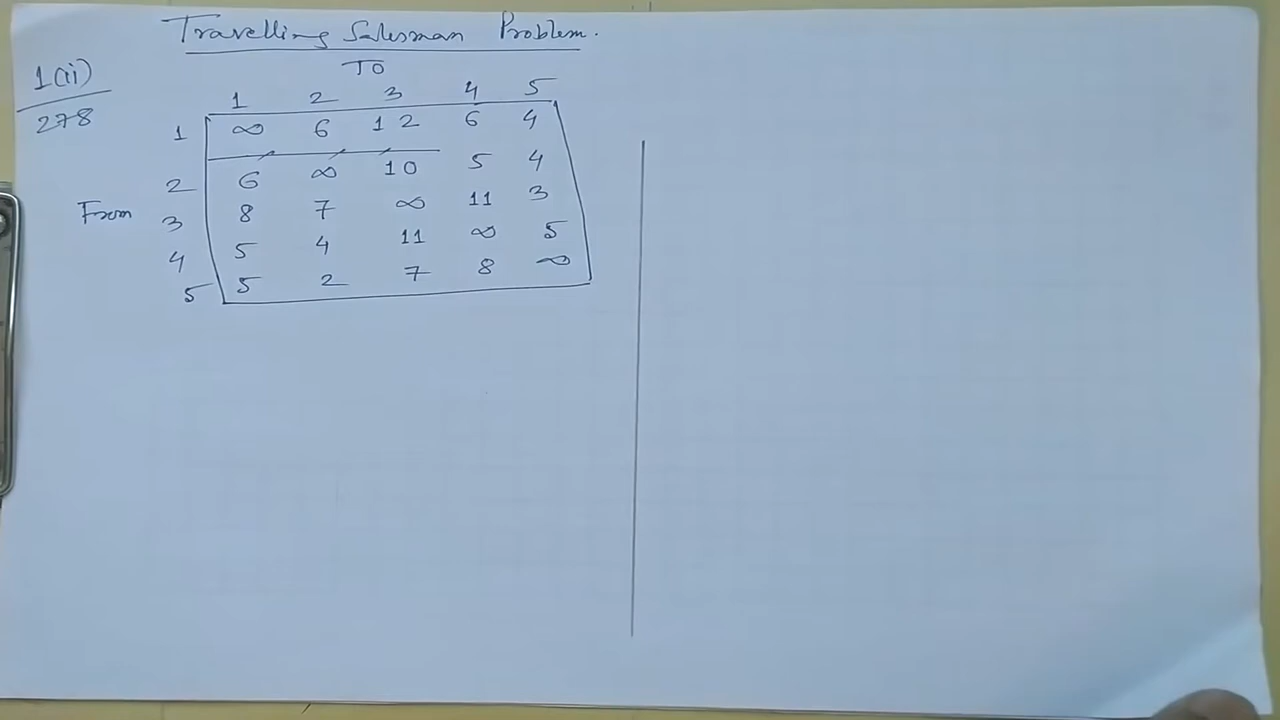 Travelling Salesman Problem.
1(ii)
278
TO
1 2 3 4 5
1 ∞ 6 12 6 4
2 6 ∞ 10 5 4
From
3 8 7 ∞ 11 3
4 5 4 11 ∞ 5
5 5 2 7 8 ∞